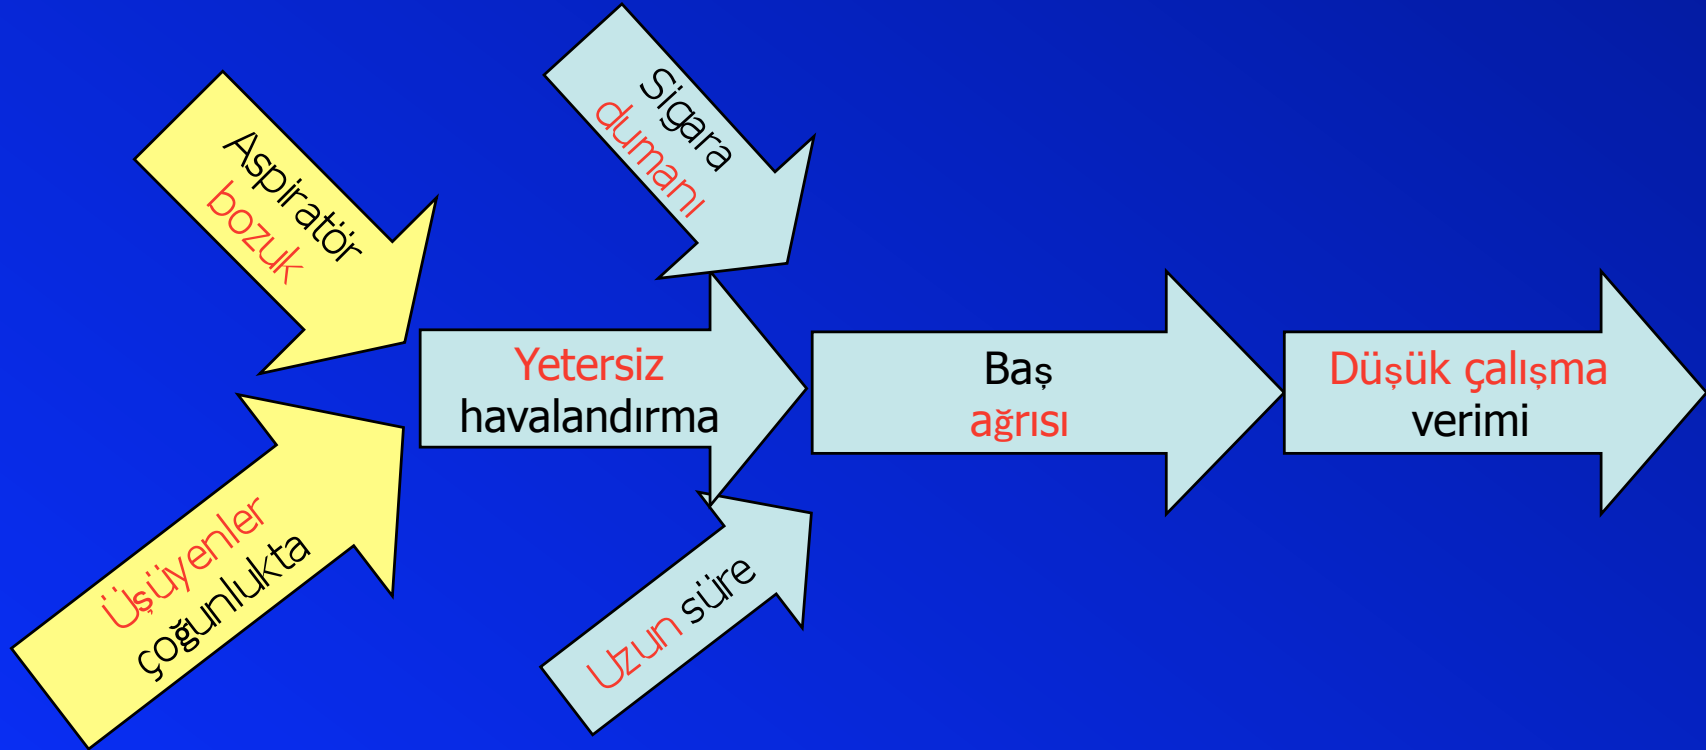 Sigara
dumanı
Aspiratör
bozuk
Yetersiz
havalandırma
Baş
ağrısı
Düşük çalışma
verimi
Üşüyenler
çoğunlukta
Uzun süre